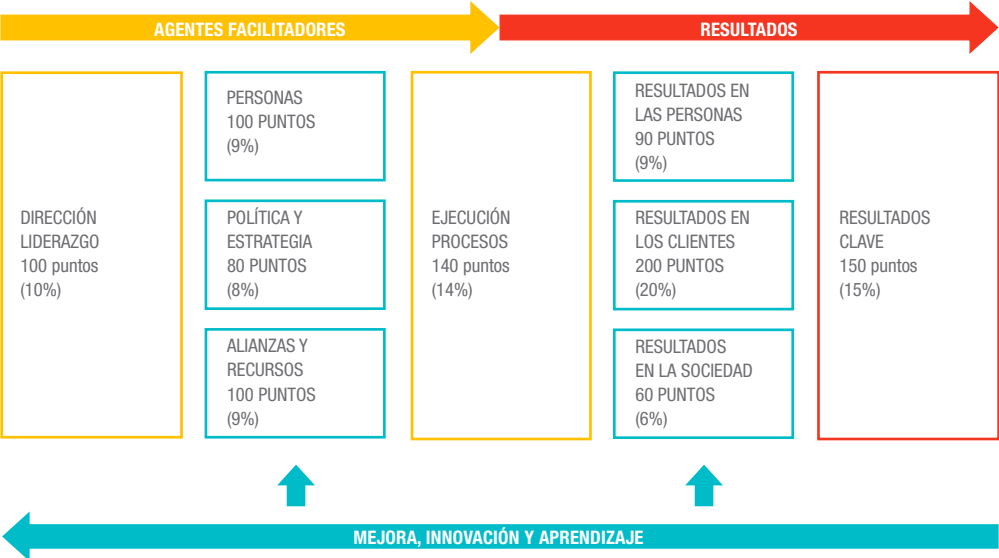 AGENTES FACILITADORES
RESULTADOS
DIRECCIÓN
LIDERAZGO
100 puntos
(10%)
PERSONAS
100 PUNTOS
(9%)
POLÍTICA Y
ESTRATEGIA
80 PUNTOS
(8%)
ALIANZAS Y
RECURSOS
100 PUNTOS
(9%)
EJECUCIÓN
PROCESOS
140 puntos
(14%)
RESULTADOS EN
LAS PERSONAS
90 PUNTOS
(9%)
RESULTADOS EN
LOS CLIENTES
200 PUNTOS
(20%)
RESULTADOS
EN LA SOCIEDAD
60 PUNTOS
(6%)
RESULTADOS
CLAVE
150 puntos
(15%)
MEJORA, INNOVACIÓN Y APRENDIZAJE